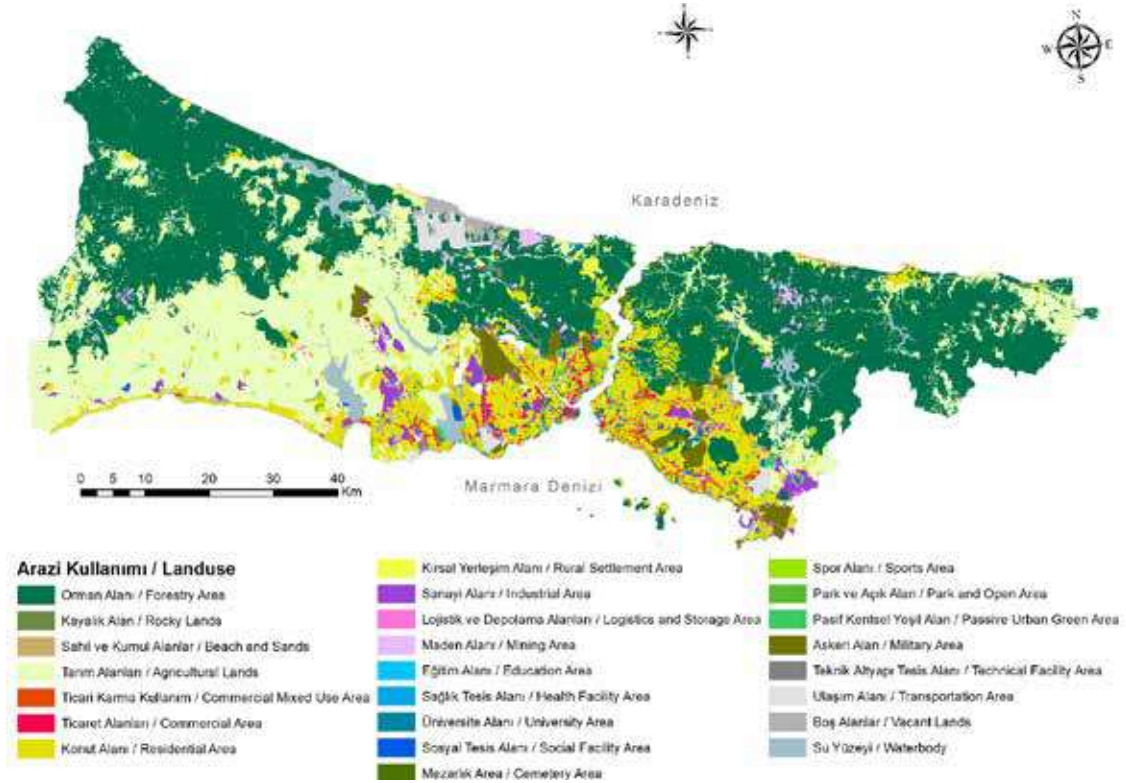 N
W E
S
Karadeniz
0 5 10 20 30 40
Km
Marmara Denizi
Arazi Kullanımı / Landuse
Orman Alanı / Forestry Area
Kayalık Alan / Rocky Lands
Sahil ve Kumul Alanlar / Beach and Sands
Tarım Alanları / Agricultural Lands
Ticari Karma Kullanım / Commercial Mixed Use Area
Ticaret Alanları / Commercial Area
Konut Alanı / Residential Area
Kırsal Yerleşim Alanı / Rural Settlement Area
Sanayi Alanı / Industrial Area
Lojistik ve Depolama Alanları / Logistics and Storage Area
Maden Alanı / Mining Area
Eğitim Alanı / Education Area
Sağlık Tesis Alanı / Health Facility Area
Üniversite Alanı / University Area
Sosyal Tesis Alanı / Social Facility Area
Mezarlık Area / Cemetery Area
Spor Alanı / Sports Area
Park ve Açık Alan / Park and Open Area
Pasif Kentsel Yeşil Alan / Passive Urban Green Area
Askeri Alan / Military Area
Teknik Altyapı Tesis Alanı / Technical Facility Area
Ulaşım Alanı / Transportation Area
Boş Alanlar / Vacant Lands
Su Yüzeyi / Waterbody